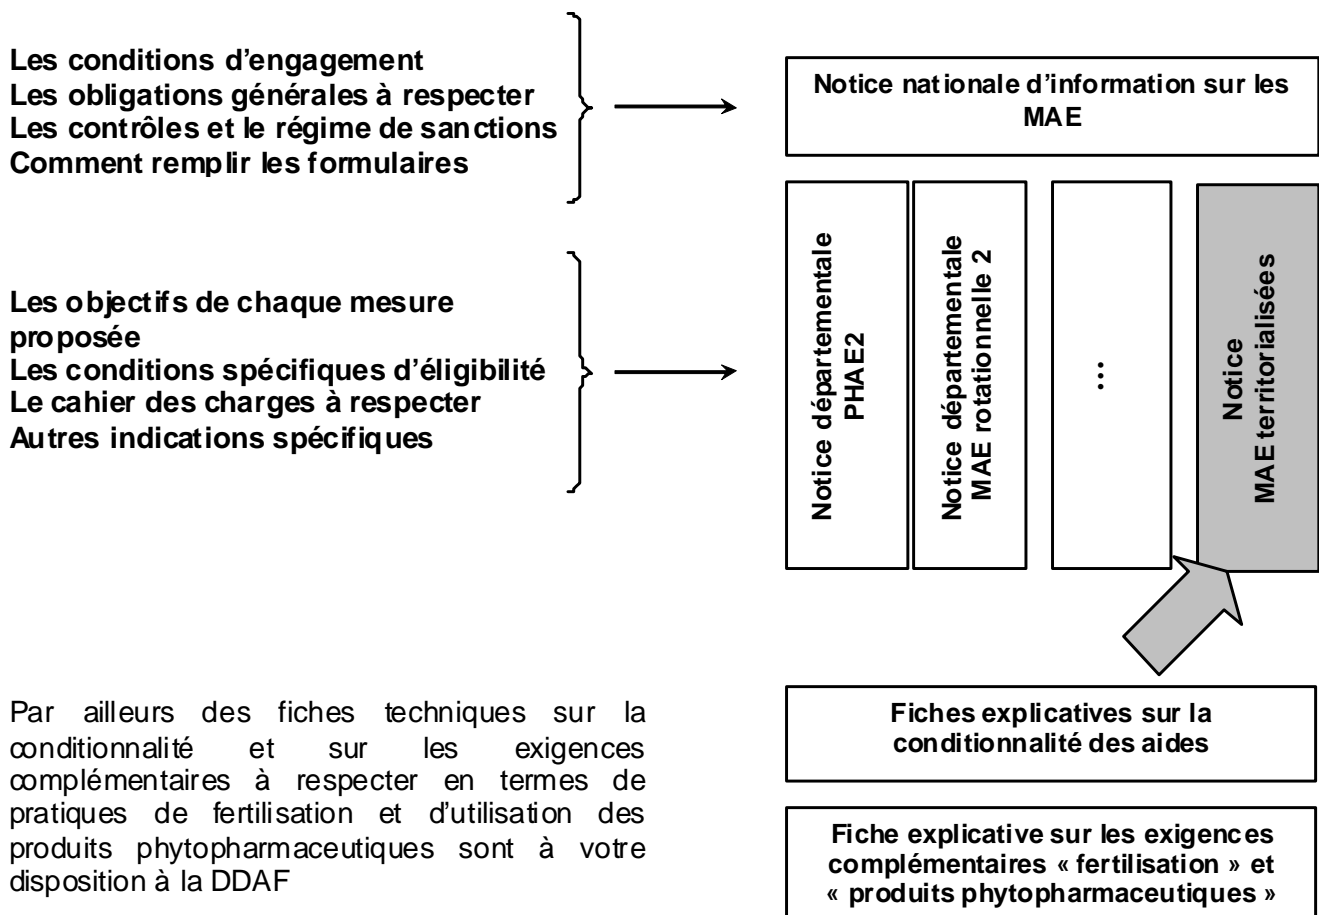 Les conditions d’engagement
Les obligations générales à respecter
Les contrôles et le régime de sanctions
Comment remplir les formulaires
Notice nationale d’information sur les
MAE
Les objectifs de chaque mesure
proposée
Les conditions spécifiques d’éligibilité
Le cahier des charges à respecter
Autres indications spécifiques
Notice départementale
PHAE2
Notice départementale
MAE rotationnelle 2
...
Notice
MAE territorialisées
Par ailleurs des fiches techniques sur la
conditionnalité et sur les exigences
complémentaires à respecter en termes de
pratiques de fertilisation et d’utilisation des
produits phytopharmaceutiques sont à votre
disposition à la DDAF
Fiches explicatives sur la
conditionnalité des aides
Fiche explicative sur les exigences
complémentaires « fertilisation » et
« produits phytopharmaceutiques »